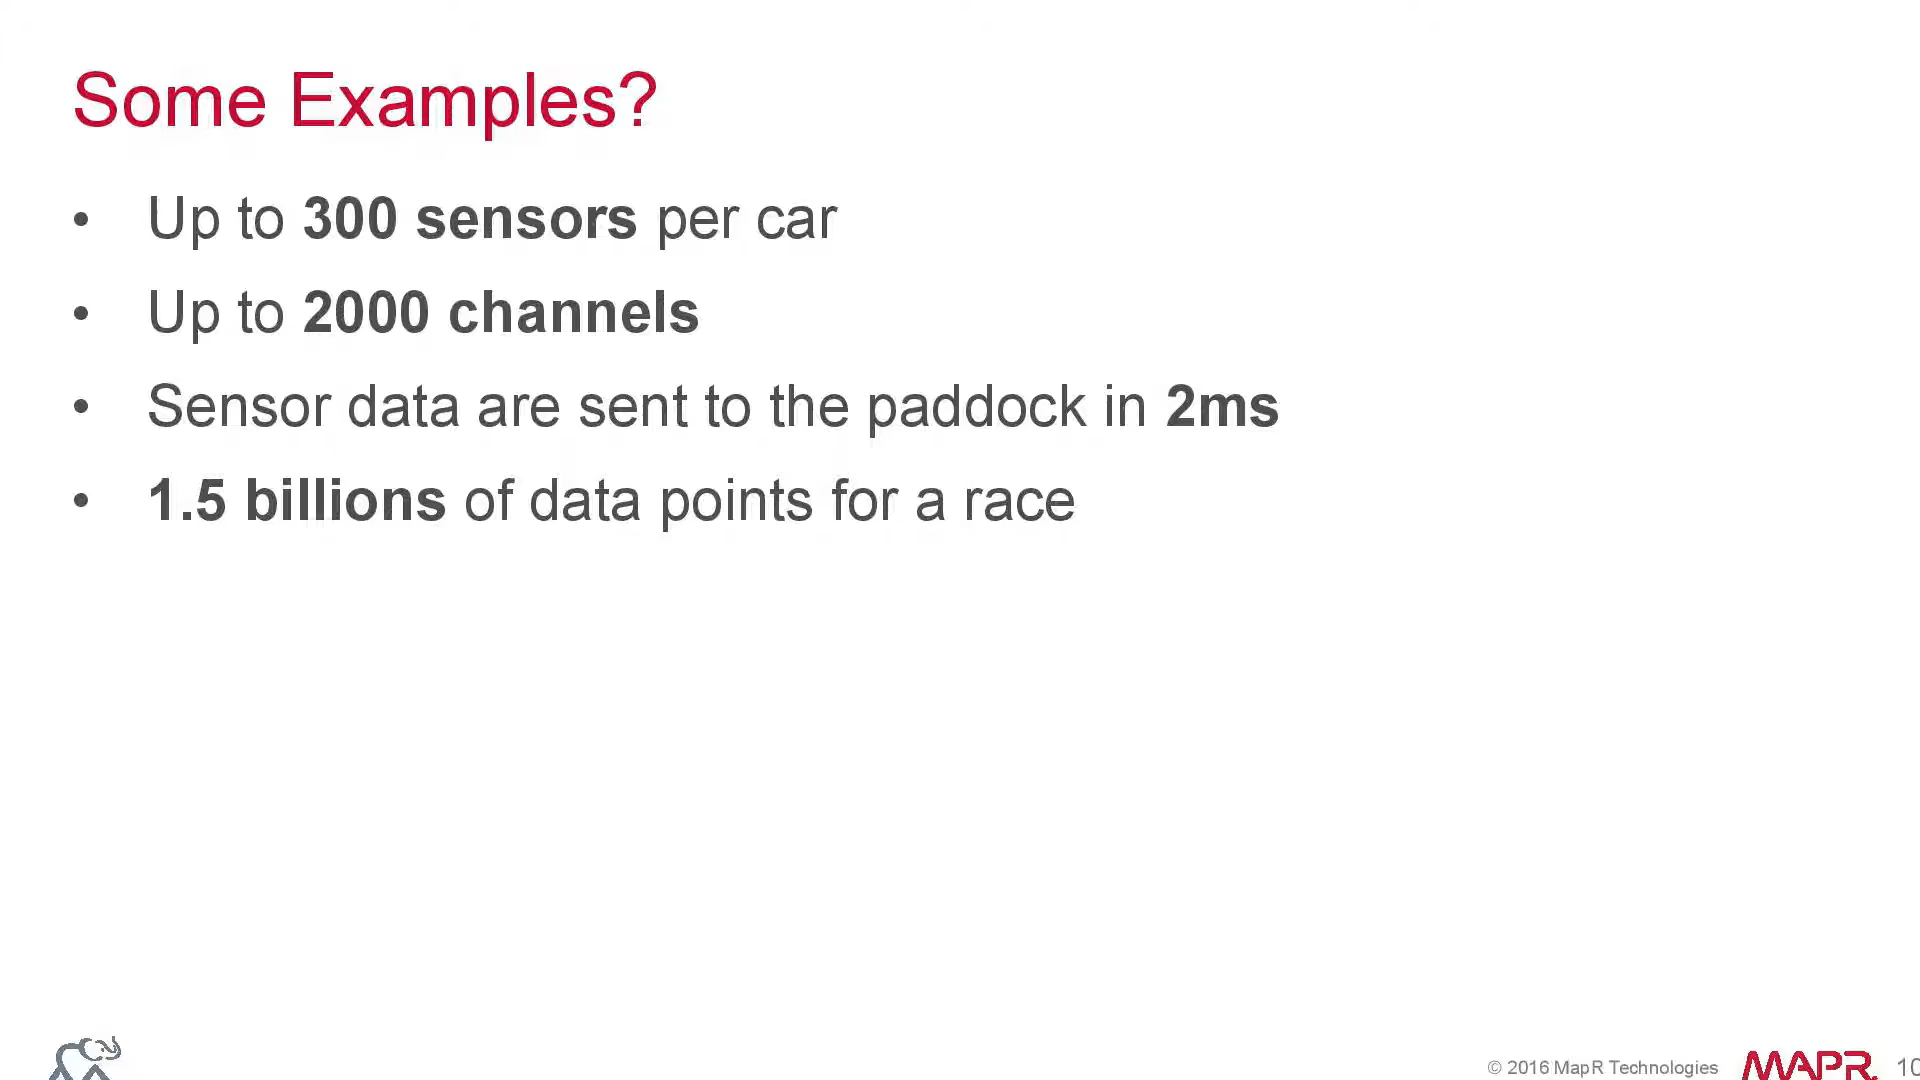 Some Examples?
• Up to 300 sensors per car
• Up to 2000 channels
• Sensor data are sent to the paddock in 2ms
• 1.5 billions of data points for a race
© 2016 MapR Technologies MAPR. 10